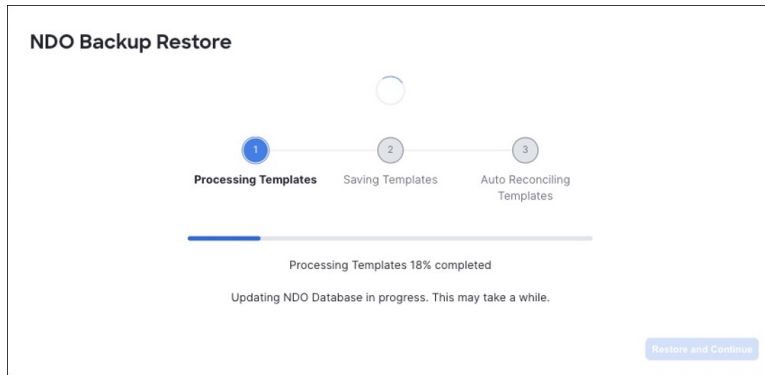 NDO Backup Restore
1
2
3
Processing Templates
Saving Templates
Auto Reconciling
Templates
Processing Templates 18% completed
Updating NDO Database in progress. This may take a while.
Restore and Continue